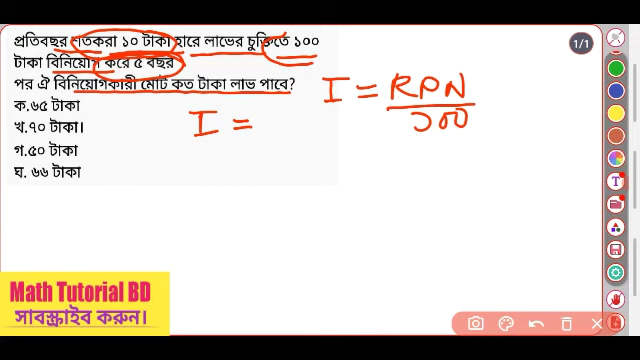 প্রতিবছর শতকরা ১০ টাকা হারে লাভের চুক্তিতে ১০০
টাকা বিনিয়োগ করে ৫ বছর
পর ঐ বিনিয়োগকারী মোট কত টাকা লাভ পাবে?
ক.৬৫ টাকা
খ.৭০ টাকা।
গ.৫০ টাকা
ঘ.৬৬ টাকা
I =
I = RPN
১০০
1/1
Math Tutorial BD
সাবস্ক্রাইব করুন।